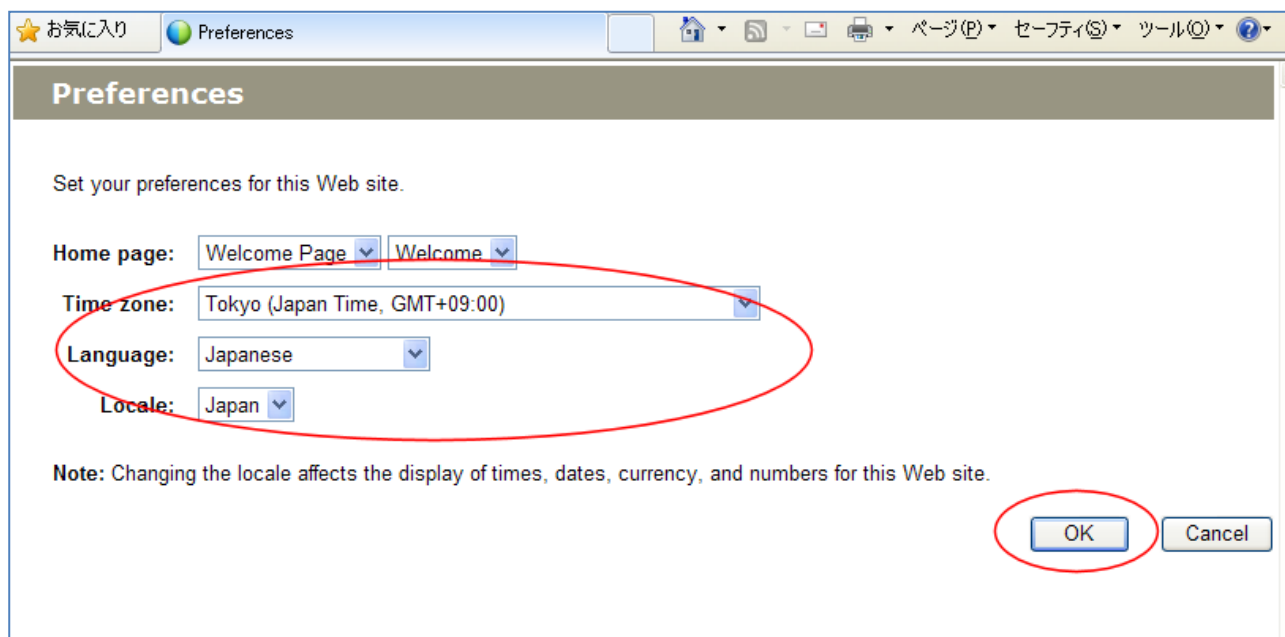 お気に入り Preferences ページ(P) セーフティ(S) ツール(O)
Preferences
Set your preferences for this Web site.
Home page: Welcome Page Welcome
Time zone: Tokyo (Japan Time, GMT+09:00)
Language: Japanese
Locale: Japan
Note: Changing the locale affects the display of times, dates, currency, and numbers for this Web site.
OK Cancel